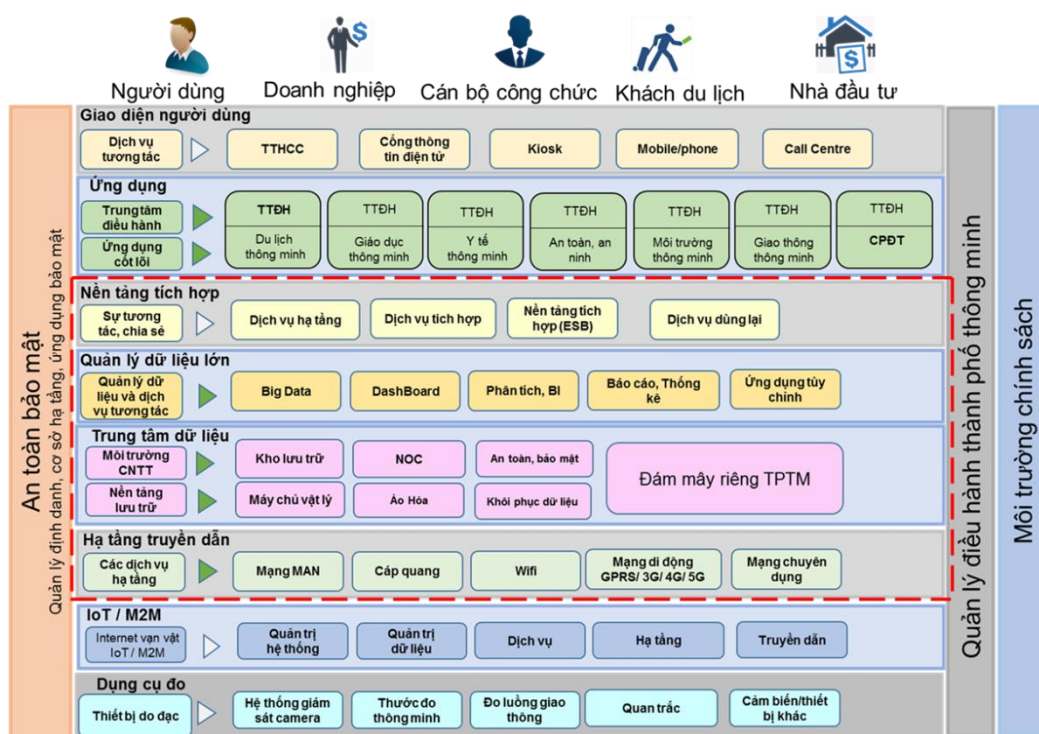 Người dùng
Doanh nghiệp
Cán bộ công chức
Khách du lịch
Nhà đầu tư
An toàn bảo mật
Quản lý định danh, cơ sở hạ tầng, ứng dụng bảo mật
Giao diện người dùng
Dịch vụ
tương tác
TTHCC
Cổng thông
tin điện tử
Kiosk
Mobile/phone
Call Centre
Ứng dụng
Trung tâm
điều hành
Ứng dụng
cốt lõi
TTĐH
Du lịch
thông minh
TTĐH
Giáo dục
thông minh
TTĐH
Y tế
thông minh
TTĐH
An toàn, an
ninh
TTĐH
Môi trường
thông minh
TTĐH
Giao thông
thông minh
TTĐH
CPĐT
Nền tảng tích hợp
Sự tương
tác, chia sẻ
Dịch vụ hạ tầng
Dịch vụ tích hợp
Nền tảng tích
hợp (ESB)
Dịch vụ dùng lại
Quản lý dữ liệu lớn
Quản lý dữ
liệu và dịch
vụ tương tác
Big Data
DashBoard
Phân tích, BI
Báo cáo, Thống
kê
Ứng dụng tùy
chỉnh
Trung tâm dữ liệu
Môi trường
CNTT
Nền tảng
lưu trữ
Kho lưu trữ
NOC
An toàn, bảo mật
Máy chủ vật lý
Ảo Hóa
Khôi phục dữ liệu
Đám mây riêng TPTM
Hạ tầng truyền dẫn
Các dịch vụ
hạ tầng
Mạng MAN
Cáp quang
Wifi
Mạng di động
GPRS/ 3G/ 4G/ 5G
Mạng chuyên
dụng
IoT / M2M
Internet vạn vật
IoT / M2M
Quản trị
hệ thống
Quản trị
dữ liệu
Dịch vụ
Hạ tầng
Truyền dẫn
Dụng cụ đo
Thiết bị do đạc
Hệ thống giám
sát camera
Thước đo
thông minh
Đo luồng giao
thông
Quan trắc
Cảm biến/thiết
bị khác
Quản lý điều hành thành phố thông minh
Môi trường chính sách